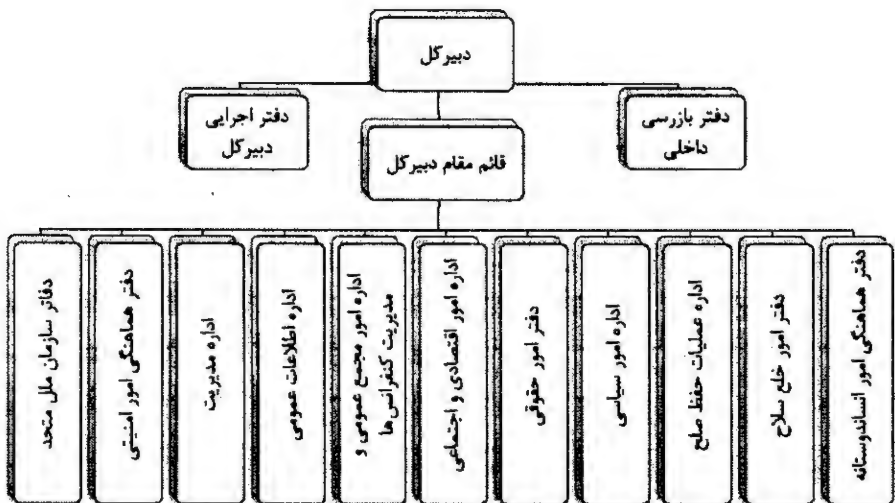 دبیرکل
دفتر بازرسی
داخلی
دفتر اجرایی
دبیرکل
قائم مقام دبیرکل
دفتر هماهنگی امور انساندوستانه
دفتر امور خلع سلاح
اداره عملیات حفظ صلح
اداره امور سیاسی
دفتر امور حقوقی
اداره امور اقتصادی و اجتماعی
اداره امور مجمع عمومی و
مدیریت کنفرانس‌ها
اداره اطلاعات عمومی
اداره مدیریت
دفتر هماهنگی امور امنیتی
دفاتر سازمان ملل متحد